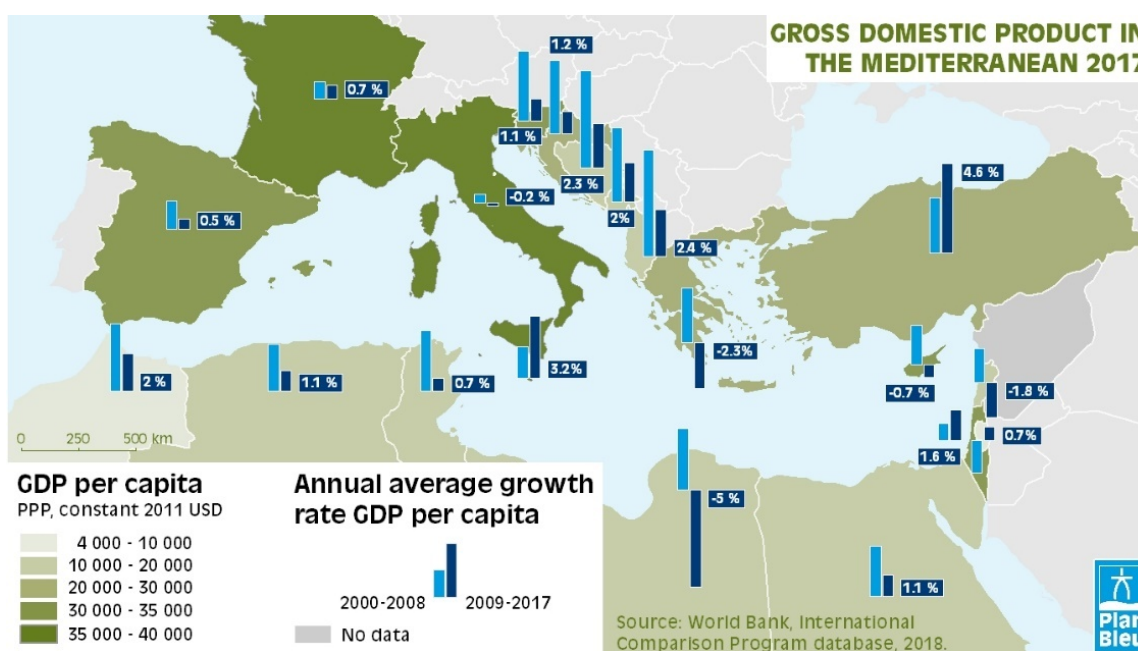 GROSS DOMESTIC PRODUCT IN
THE MEDITERRANEAN 2017
1.2 %
0.7 %
1.1 %
2.3 %
2%
2.4 %
-0.2 %
0.5 %
4.6 %
2 %
1.1 %
0.7 %
3.2%
-2.3%
-0.7 %
-1.8 %
0.7%
1.6 %
-5 %
1.1 %
0 250 500 km
GDP per capita
PPP, constant 2011 USD
4 000 - 10 000
10 000 - 20 000
20 000 - 30 000
30 000 - 35 000
35 000 - 40 000
Annual average growth
rate GDP per capita
2000-2008 2009-2017
No data
Source: World Bank, International
Comparison Program database, 2018.
Plan
Bleu